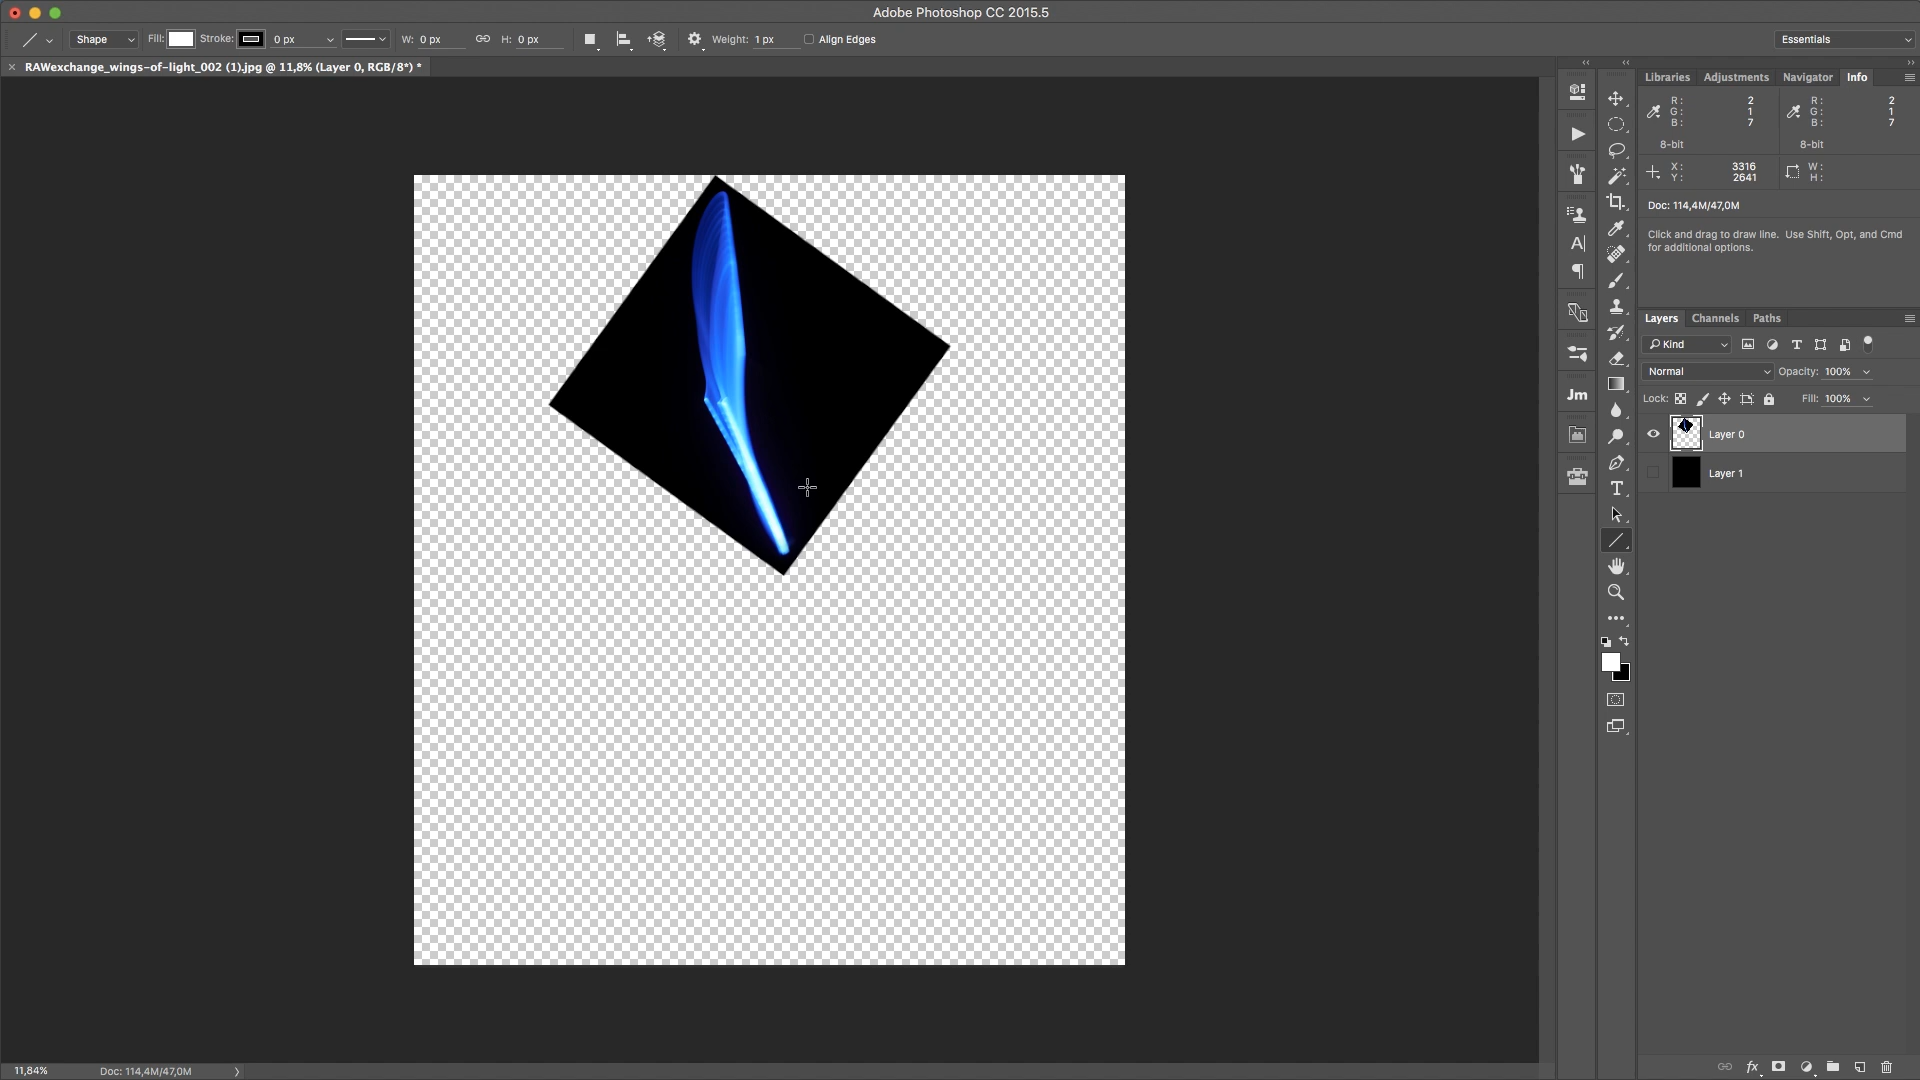 Adobe Photoshop CC 2015.5
Shape Fill: Stroke: 0 px W: 0 px H: 0 px Weight: 1 px Align Edges Essentials
RAWexchange_wings-of-light_002 (1).jpg @ 11,8% (Layer 0, RGB/8*) *
Libraries Adjustments Navigator Info
R: 2 R: 2
G: 1 G: 1
B: 7 B: 7
8-bit 8-bit
X: 3316 W:
Y: 2641 H:
Doc: 114,4M/47,0M
Click and drag to draw line. Use Shift, Opt, and Cmd
for additional options.
Layers Channels Paths
Kind
Normal Opacity: 100%
Lock: Fill: 100%
Layer 0
Layer 1
A
Jm
T
fx
11,84% Doc: 114,4M/47,0M